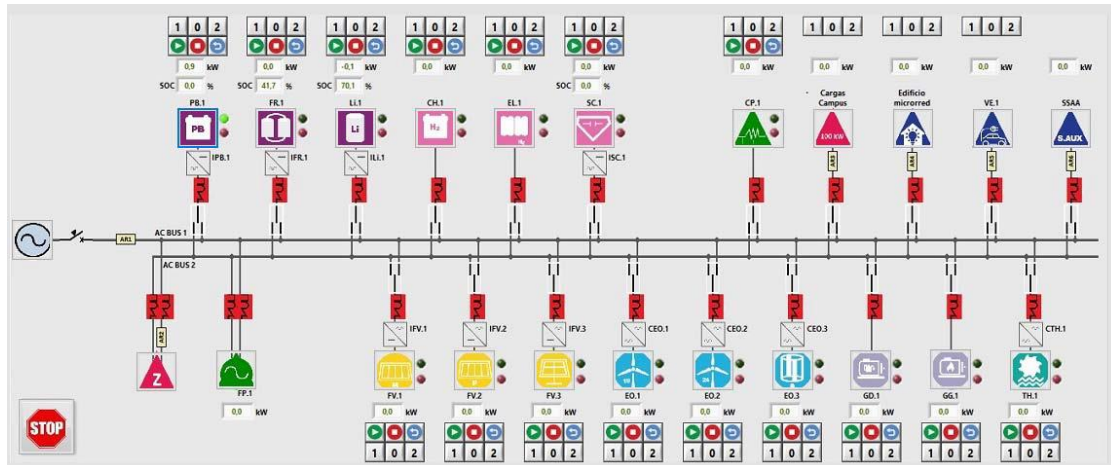 1 0 2 1 0 2 1 0 2 1 0 2 1 0 2 1 0 2 1 0 2 1 0 2 1 0 2 1 0 2
0,9 kW 0,0 kW -0,1 kW 0,0 kW 0,0 kW 0,0 kW 0,0 kW 0,0 kW 0,0 kW 0,0 kW 0,0 kW
SOC 0,0 % SOC 41,7 % SOC 70,1 % SOC 0,0 %
PB.1 FR.1 Li.1 CH.1 EL.1 SC.1 CP.1 Cargas Campus Edificio microrred VE.1 SSAA
PB Li H₂ 100 kW S.AUX
IPB.1 IFR.1 ILi.1 ISC.1 AR3 AR4 AR5 AR6
AR1 AC BUS 1
AC BUS 2
IFV.1 IFV.2 IFV.3 CEO.1 CEO.2 CEO.3 CTH.1
AR2
Z
FP.1 FV.1 FV.2 FV.3 EO.1 EO.2 EO.3 GD.1 GG.1 TH.1
0,0 kW 0,0 kW 0,0 kW 0,0 kW 0,0 kW 0,0 kW 0,0 kW 0,0 kW 0,0 kW 0,0 kW
STOP
1 0 2 1 0 2 1 0 2 1 0 2 1 0 2 1 0 2 1 0 2 1 0 2 1 0 2